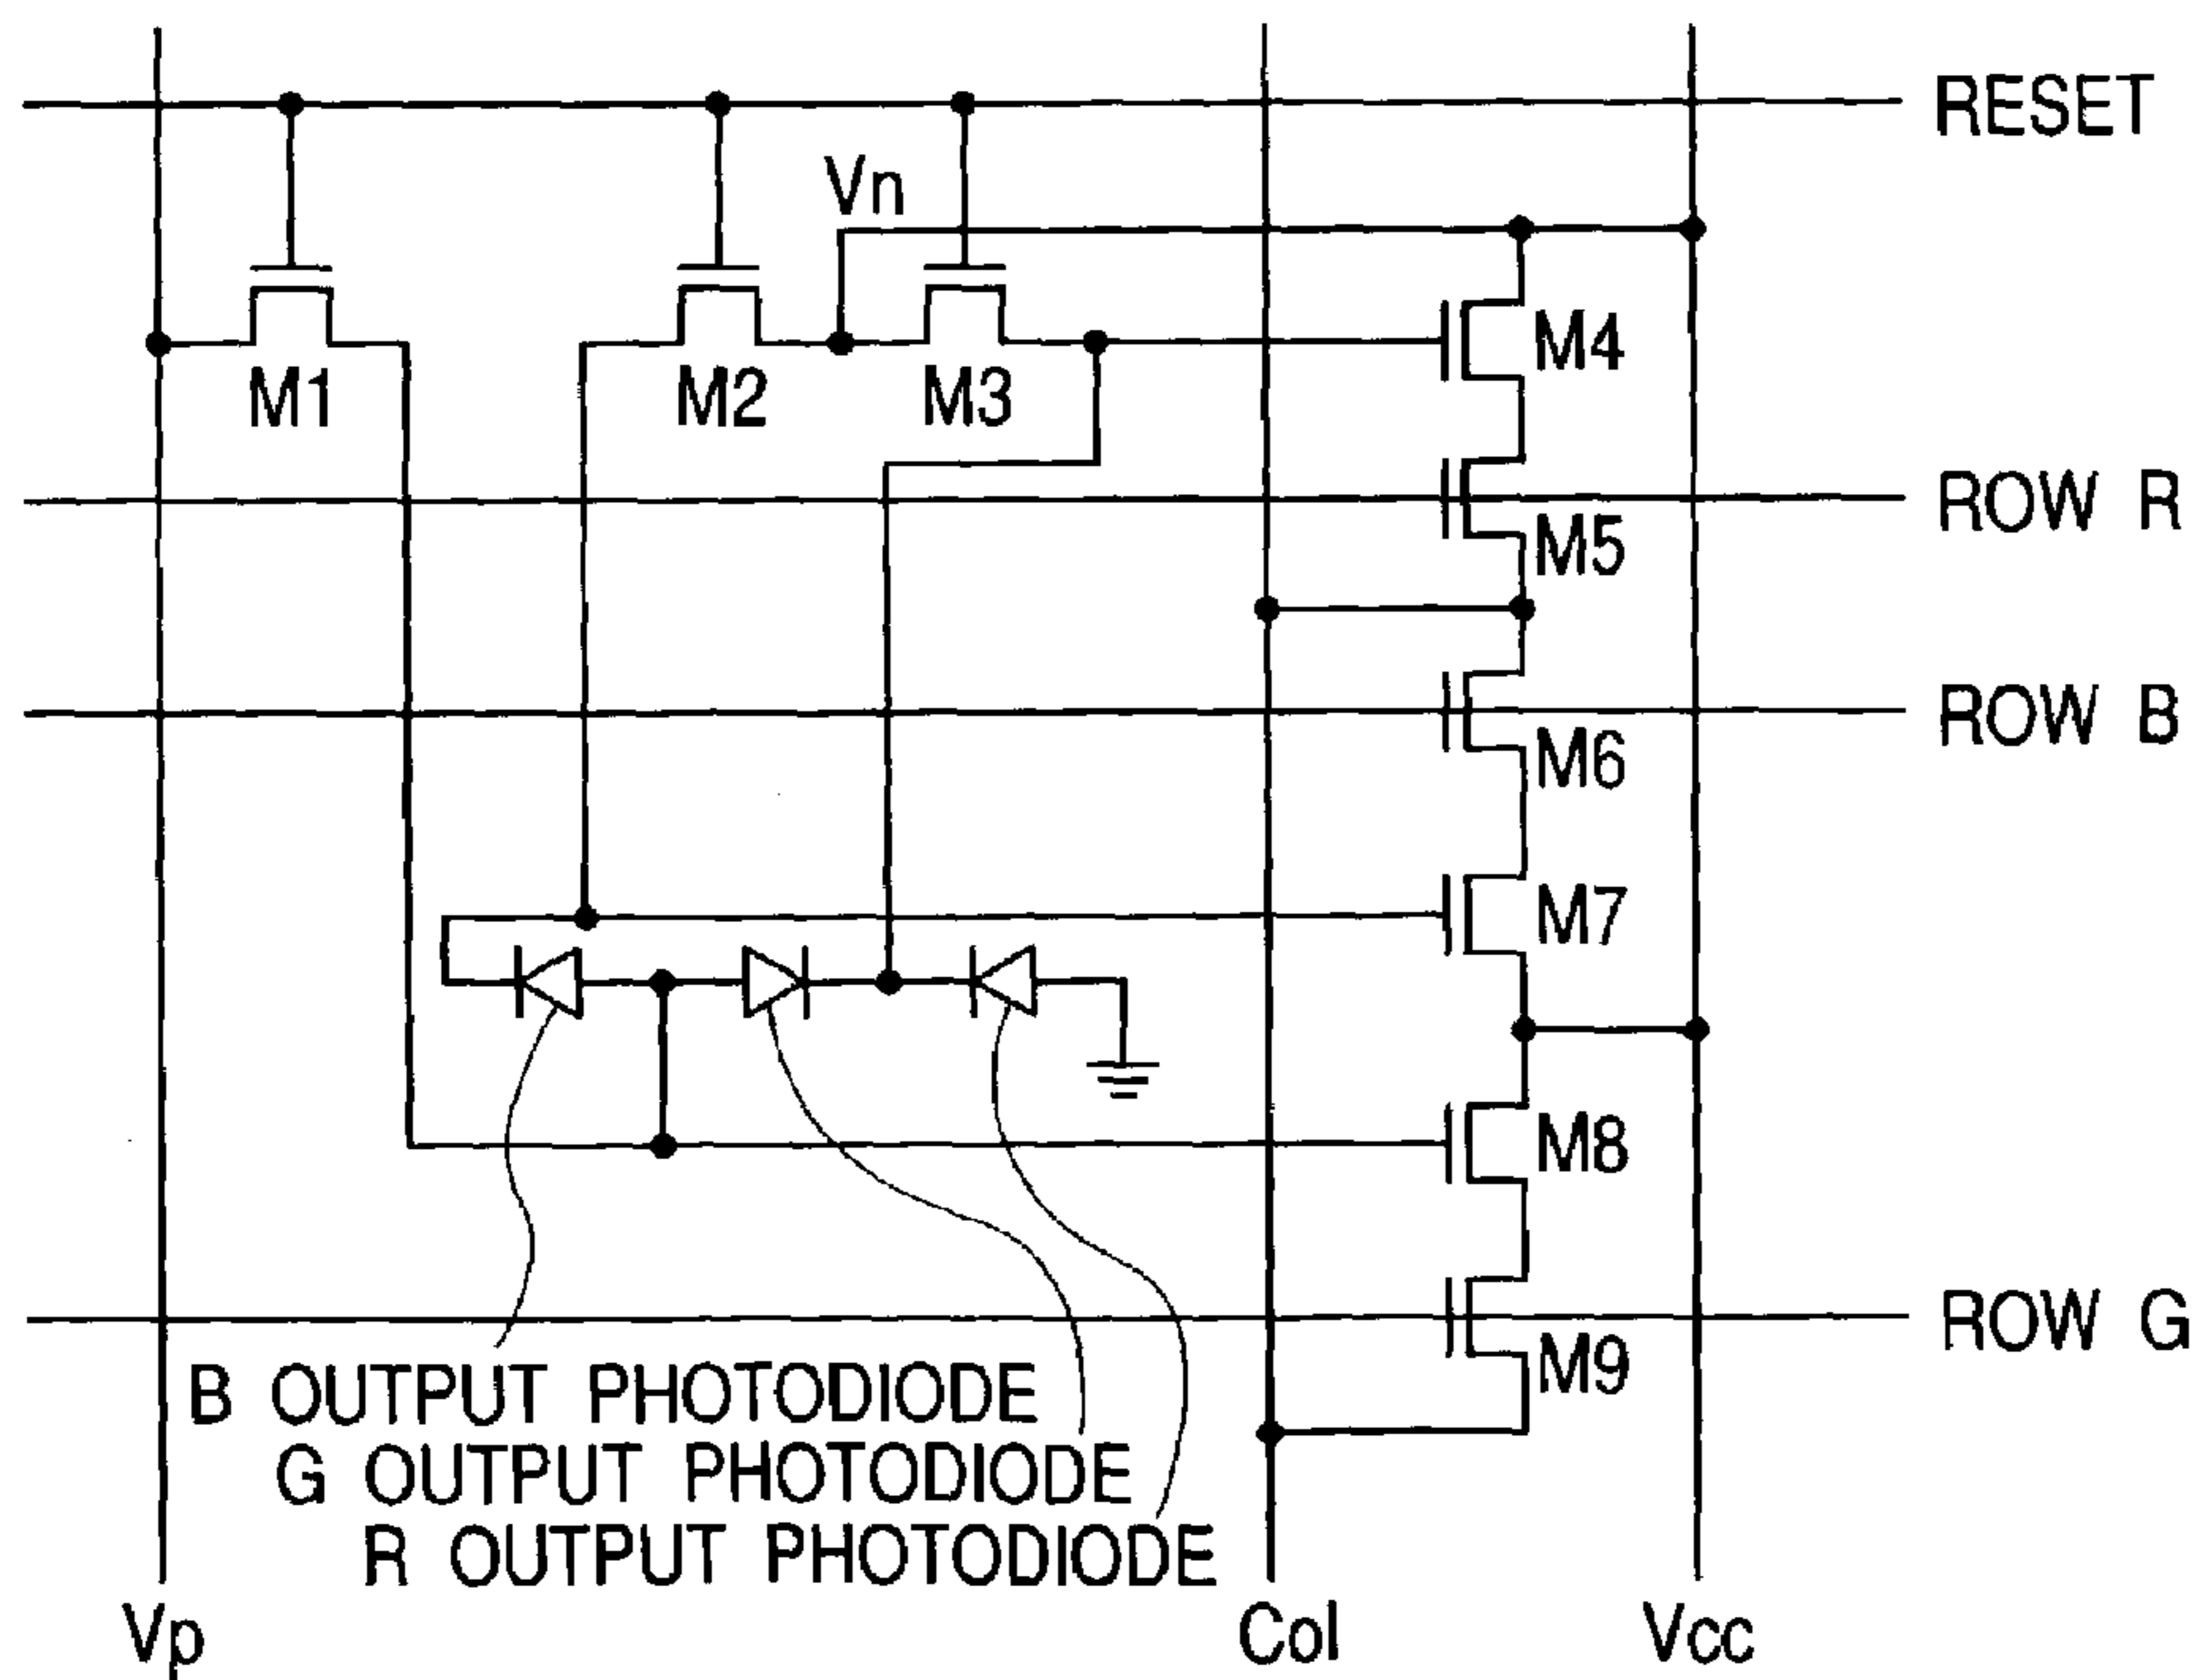 RESET
Vn
M1
M2
M3
M4
ROW R
M5
ROW B
M6
M7
M8
ROW G
M9
B OUTPUT PHOTODIODE
G OUTPUT PHOTODIODE
R OUTPUT PHOTODIODE
Vp
Col
Vcc